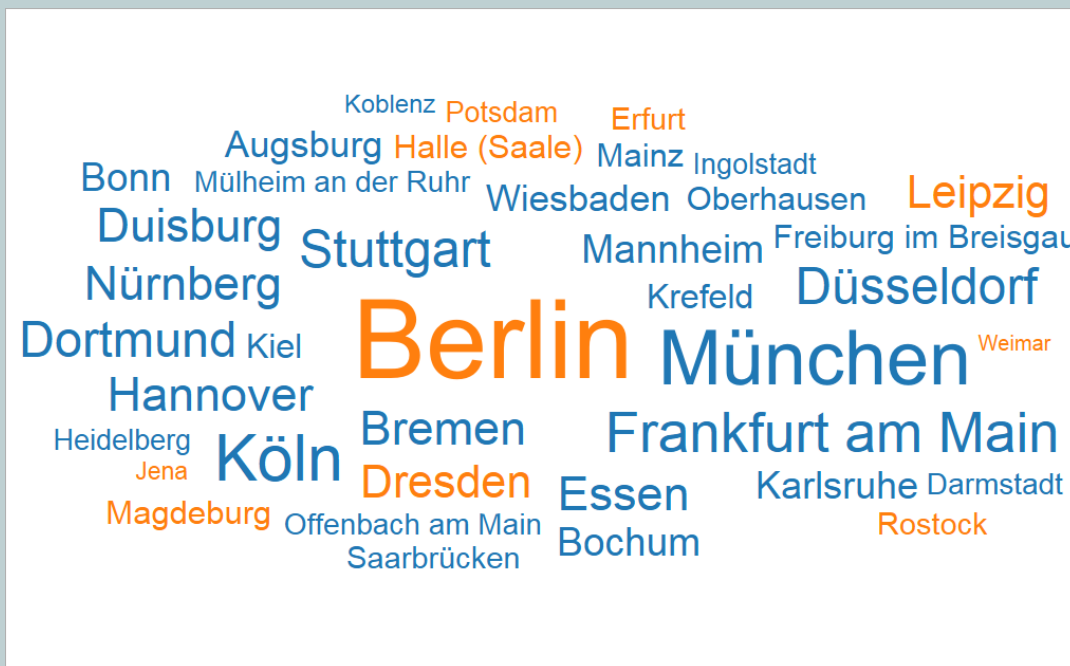 Koblenz Potsdam Erfurt
Augsburg Halle (Saale) Mainz Ingolstadt
Bonn Mülheim an der Ruhr Wiesbaden Oberhausen Leipzig
Duisburg Stuttgart Mannheim Freiburg im Breisgau
Nürnberg Krefeld Düsseldorf
Dortmund Kiel Berlin München Weimar
Hannover Bremen Frankfurt am Main
Heidelberg Köln
Jena Dresden Essen Karlsruhe Darmstadt
Magdeburg Offenbach am Main Bochum Rostock
Saarbrücken